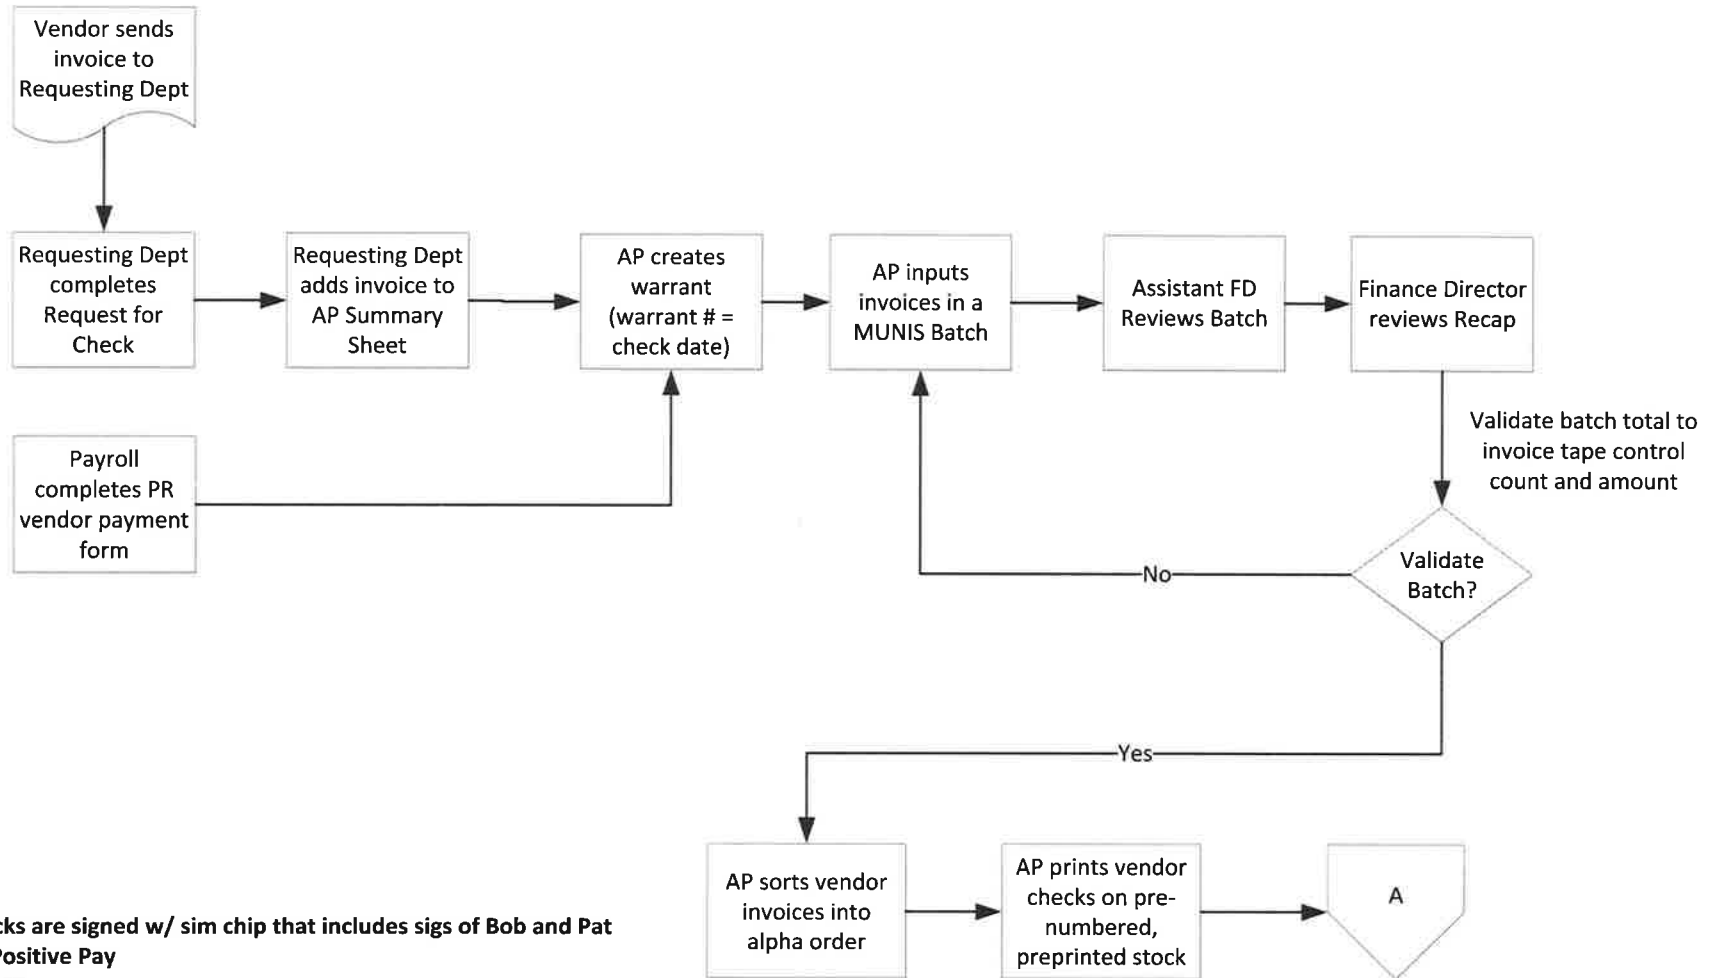 Vendor sends
invoice to
Requesting Dept
Requesting Dept
completes
Request for
Check
Requesting Dept
adds invoice to
AP Summary
Sheet
AP creates
warrant
(warrant # =
check date)
AP inputs
invoices in a
MUNIS Batch
Assistant FD
Reviews Batch
Finance Director
reviews Recap
Validate batch total to
invoice tape control
count and amount
Payroll
completes PR
vendor payment
form
Validate
Batch?
No
Yes
AP sorts vendor
invoices into
alpha order
AP prints vendor
checks on pre-
numbered,
preprinted stock
A
cks are signed w/ sim chip that includes sigs of Bob and Pat
Positive Pay